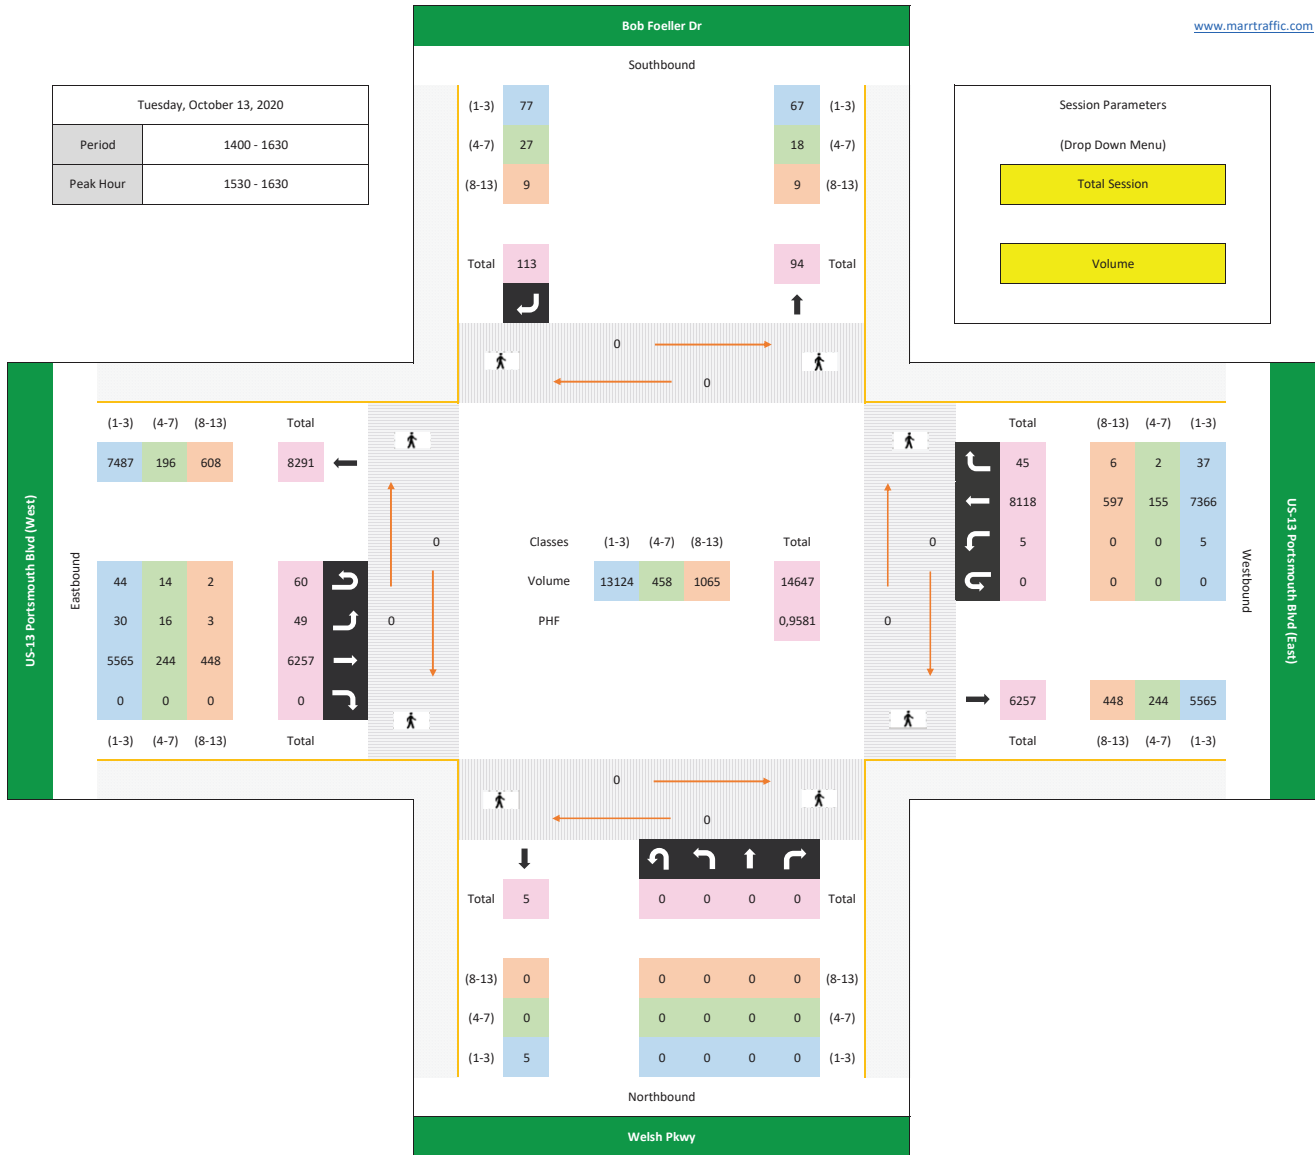 Bob Foeller Dr
www.marrtraffic.com
Southbound
Tuesday, October 13, 2020
Period 1400 - 1630
Peak Hour 1530 - 1630
Session Parameters
(Drop Down Menu)
Total Session
Volume
(1-3) 77 67 (1-3)
(4-7) 27 18 (4-7)
(8-13) 9 9 (8-13)
Total 113 94 Total
0
0
US-13 Portsmouth Blvd (West)
Eastbound
(1-3) (4-7) (8-13) Total
7487 196 608 8291
44 14 2 60
30 16 3 49
5565 244 448 6257
0 0 0 0
(1-3) (4-7) (8-13) Total
0
0
Classes (1-3) (4-7) (8-13) Total
Volume 13124 458 1065 14647
PHF 0,9581
0
0
Total (8-13) (4-7) (1-3)
45 6 2 37
8118 597 155 7366
5 0 0 5
0 0 0 0
6257 448 244 5565
Total (8-13) (4-7) (1-3)
Westbound
US-13 Portsmouth Blvd (East)
0
0
Total 5 0 0 0 0 Total
(8-13) 0 0 0 0 0 (8-13)
(4-7) 0 0 0 0 0 (4-7)
(1-3) 5 0 0 0 0 (1-3)
Northbound
Welsh Pkwy